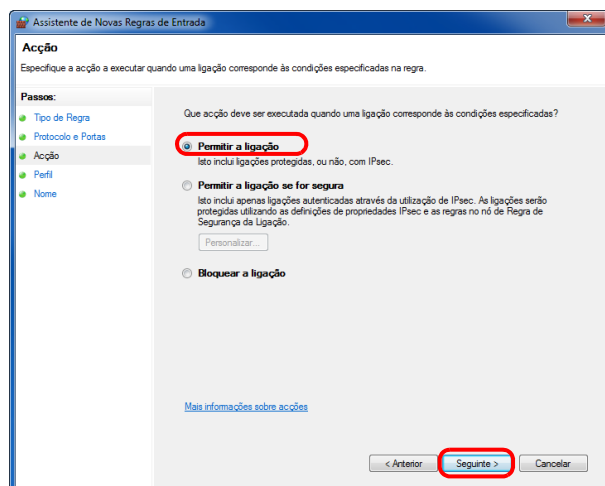 Assistente de Novas Regras de Entrada
Acção
Especifique a acção a executar quando uma ligação corresponde às condições especificadas na regra.
Passos:
Tipo de Regra
Protocolo e Portas
Acção
Perfil
Nome
Que acção deve ser executada quando uma ligação corresponde às condições especificadas?
Permitir a ligação
Isto inclui ligações protegidas, ou não, com IPsec.
Permitir a ligação se for segura
Isto inclui apenas ligações autenticadas através da utilização de IPsec. As ligações serão
protegidas utilizando as definições de propriedades IPsec e as regras no nó de Regra de
Segurança da Ligação.
Personalizar...
Bloquear a ligação
Mais informações sobre acções
< Anterior
Seguinte >
Cancelar